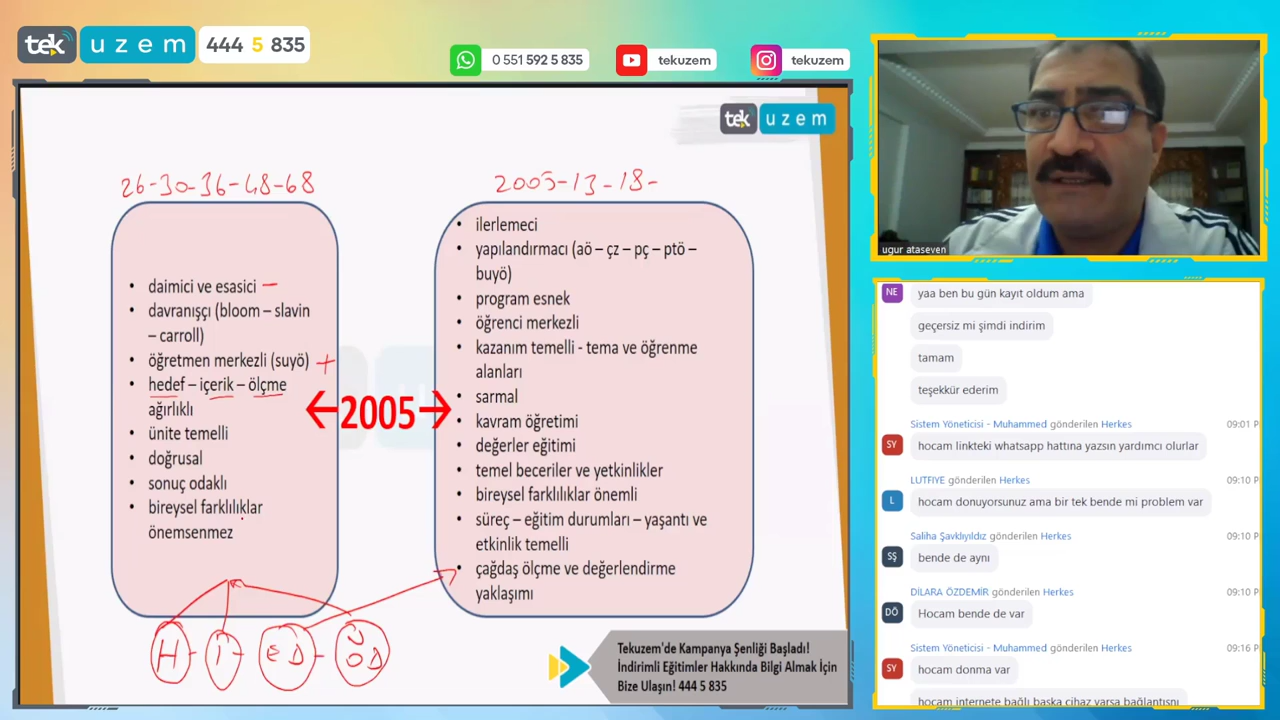 tek uzem 444 5 835
0 551 592 5 835
tekuzem
tekuzem
tek uzem
26-30-36-48-68
2005-13-18-
• daimici ve esasici
• davranışçı (bloom – slavin
– carroll)
• öğretmen merkezli (suyö) +
• hedef – içerik – ölçme
ağırlıklı
• ünite temelli
• doğrusal
• sonuç odaklı
• bireysel farklılıklar
önemsenmez
2005
• ilerlemeci
• yapılandırmacı (aö – çz – pç – ptö –
buyö)
• program esnek
• öğrenci merkezli
• kazanım temelli - tema ve öğrenme
alanları
• sarmal
• kavram öğretimi
• değerler eğitimi
• temel beceriler ve yetkinlikler
• bireysel farklılıklar önemli
• süreç – eğitim durumları – yaşantı ve
etkinlik temelli
• çağdaş ölçme ve değerlendirme
yaklaşımı
H - İ - ED - ÖD
Tekuzem'de Kampanya Şenliği Başladı!
İndirimli Eğitimler Hakkında Bilgi Almak İçin
Bize Ulaşın! 444 5 835
ugur ataseven
NE yaa ben bu gün kayıt oldum ama
geçersiz mi şimdi indirim
tamam
teşekkür ederim
Sistem Yöneticisi - Muhammed gönderilen Herkes 09:01 P
SY hocam linkteki whatsapp hattına yazsın yardımcı olurlar
LUTFIYE gönderilen Herkes 09:10 P
L hocam donuyorsunuz ama bir tek bende mi problem var
Saliha Şavklıyıldız gönderilen Herkes 09:10 P
SŞ bende de aynı
DİLARA ÖZDEMİR gönderilen Herkes 09:10 P
DÖ Hocam bende de var
Sistem Yöneticisi - Muhammed gönderilen Herkes 09:16 P
SY hocam donma var
hocam internete bağlı başka cihaz varsa bağlantısnı